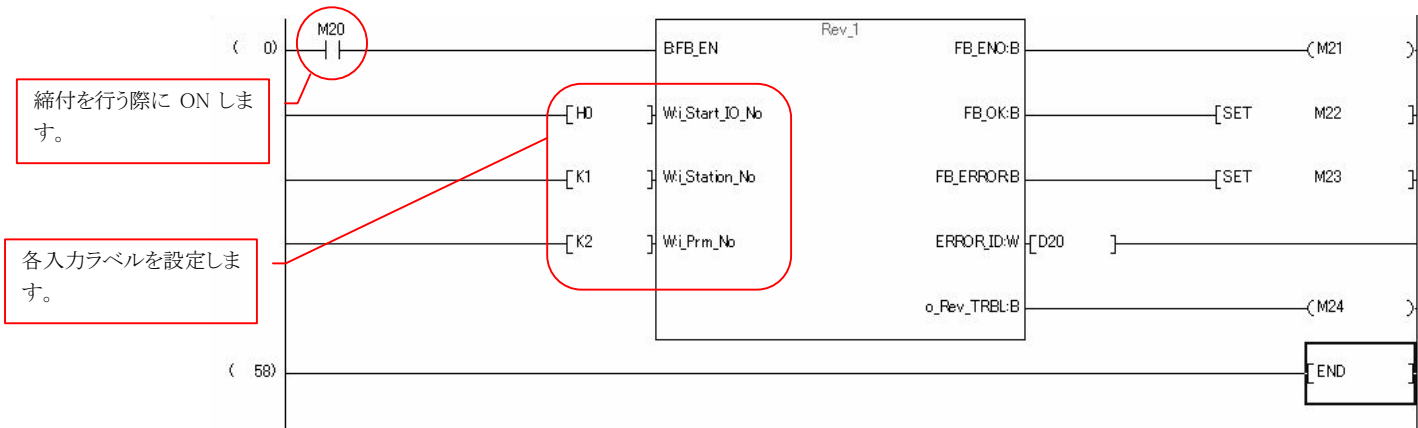 Rev_1
( 0) M20 B:FB_EN FB_ENO:B (M21 )
締付を行う際に ON しま
す。
[H0 ] W:i_Start_IO_No FB_OK:B [SET M22 ]
[K1 ] W:i_Station_No FB_ERROR:B [SET M23 ]
[K2 ] W:i_Prm_No ERROR_ID:W [D20 ]
各入力ラベルを設定しま
す。
o_Rev_TRBL:B (M24 )
( 58) [END ]